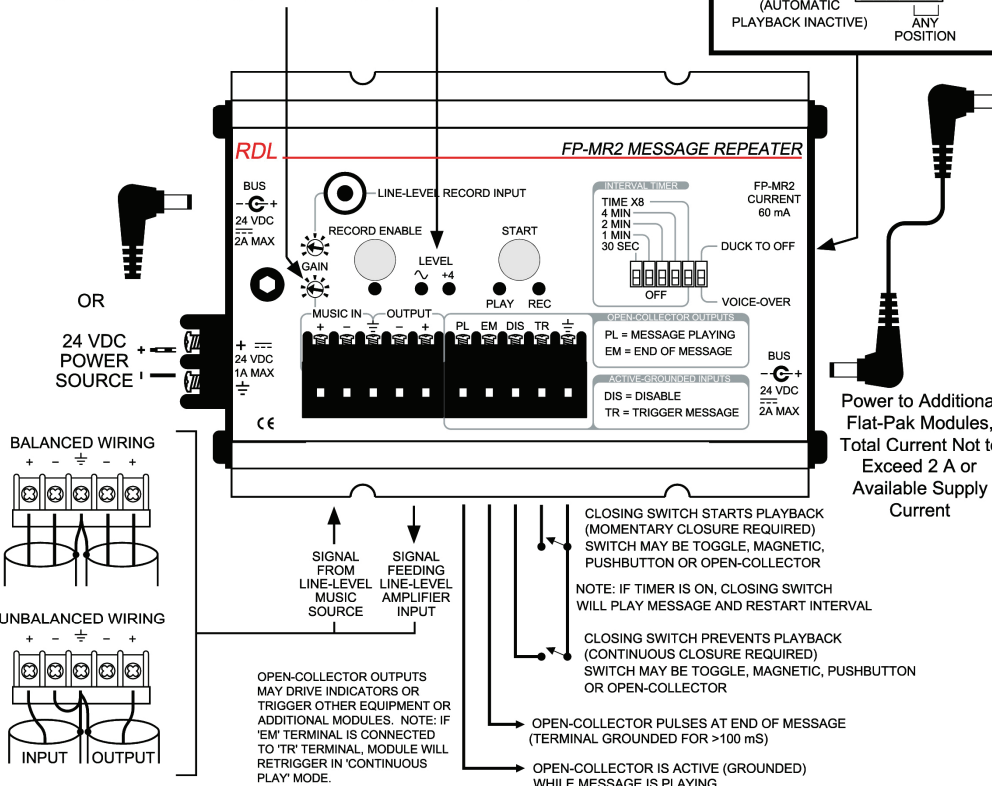 (AUTOMATIC
PLAYBACK INACTIVE)
ANY
POSITION
RDL
FP-MR2 MESSAGE REPEATER
BUS
- +
24 VDC
2A MAX
LINE-LEVEL RECORD INPUT
RECORD ENABLE
GAIN
LEVEL
+4
START
PLAY
REC
INTERVAL TIMER
TIME X8
4 MIN
2 MIN
1 MIN
30 SEC
OFF
FP-MR2
CURRENT
60 mA
DUCK TO OFF
VOICE-OVER
MUSIC IN
OUTPUT
+ − − +
PL EM DIS TR
OPEN-COLLECTOR OUTPUTS
PL = MESSAGE PLAYING
EM = END OF MESSAGE
ACTIVE-GROUNDED INPUTS
DIS = DISABLE
TR = TRIGGER MESSAGE
BUS
- +
24 VDC
2A MAX
OR
24 VDC
POWER
SOURCE
+
-
+
24 VDC
1A MAX
CE
Power to Additiona
Flat-Pak Modules,
Total Current Not t
Exceed 2 A or
Available Supply
Current
BALANCED WIRING
+ − − +
UNBALANCED WIRING
+ − − +
INPUT
OUTPUT
SIGNAL
FROM
LINE-LEVEL
MUSIC
SOURCE
SIGNAL
FEEDING
LINE-LEVEL
AMPLIFIER
INPUT
CLOSING SWITCH STARTS PLAYBACK
(MOMENTARY CLOSURE REQUIRED)
SWITCH MAY BE TOGGLE, MAGNETIC,
PUSHBUTTON OR OPEN-COLLECTOR
NOTE: IF TIMER IS ON, CLOSING SWITCH
WILL PLAY MESSAGE AND RESTART INTERVAL
CLOSING SWITCH PREVENTS PLAYBACK
(CONTINUOUS CLOSURE REQUIRED)
SWITCH MAY BE TOGGLE, MAGNETIC, PUSHBUTTON
OR OPEN-COLLECTOR
OPEN-COLLECTOR OUTPUTS
MAY DRIVE INDICATORS OR
TRIGGER OTHER EQUIPMENT OR
ADDITIONAL MODULES. NOTE: IF
'EM' TERMINAL IS CONNECTED
TO 'TR' TERMINAL, MODULE WILL
RETRIGGER IN 'CONTINUOUS
PLAY' MODE.
OPEN-COLLECTOR PULSES AT END OF MESSAGE
(TERMINAL GROUNDED FOR >100 mS)
OPEN-COLLECTOR IS ACTIVE (GROUNDED)
WHILE MESSAGE IS PLAYING